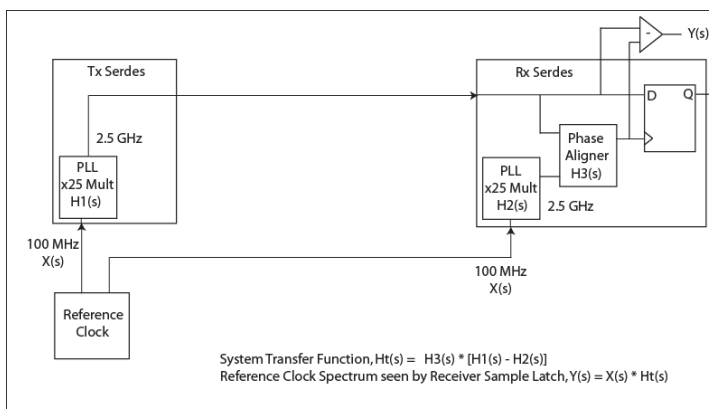 Y(s)
-
Tx Serdes
Rx Serdes
D
Q
2.5 GHz
Phase
Aligner
H3(s)
PLL
x25 Mult
H1(s)
PLL
x25 Mult
H2(s)
2.5 GHz
100 MHz
X(s)
100 MHz
X(s)
Reference
Clock
System Transfer Function, Ht(s) = H3(s) * [H1(s) - H2(s)]
Reference Clock Spectrum seen by Receiver Sample Latch, Y(s) = X(s) * Ht(s)